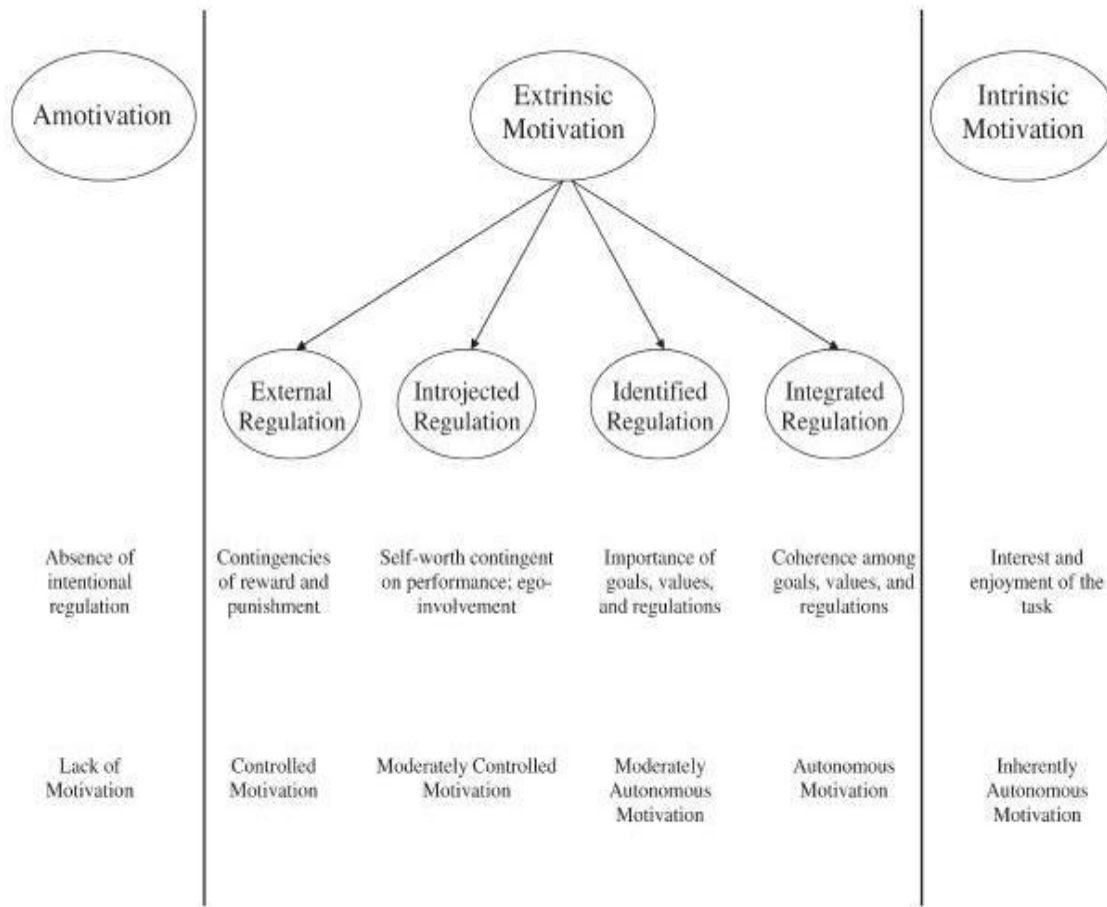 Amotivation
Extrinsic
Motivation
Intrinsic
Motivation
External
Regulation
Introjected
Regulation
Identified
Regulation
Integrated
Regulation
Absence of
intentional
regulation
Contingencies
of reward and
punishment
Self-worth contingent
on performance; ego-
involvement
Importance of
goals, values,
and regulations
Coherence among
goals, values, and
regulations
Interest and
enjoyment of the
task
Lack of
Motivation
Controlled
Motivation
Moderately Controlled
Motivation
Moderately
Autonomous
Motivation
Autonomous
Motivation
Inherently
Autonomous
Motivation